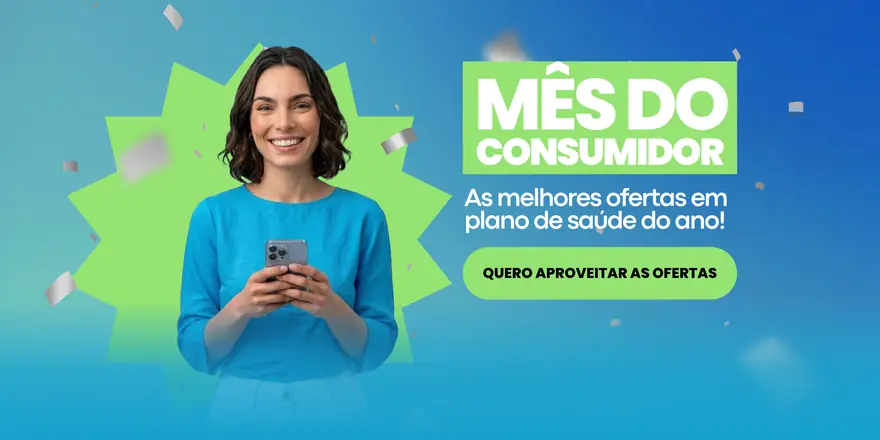 MÊS DO
CONSUMIDOR
As melhores ofertas em
plano de saúde do ano!
QUERO APROVEITAR AS OFERTAS